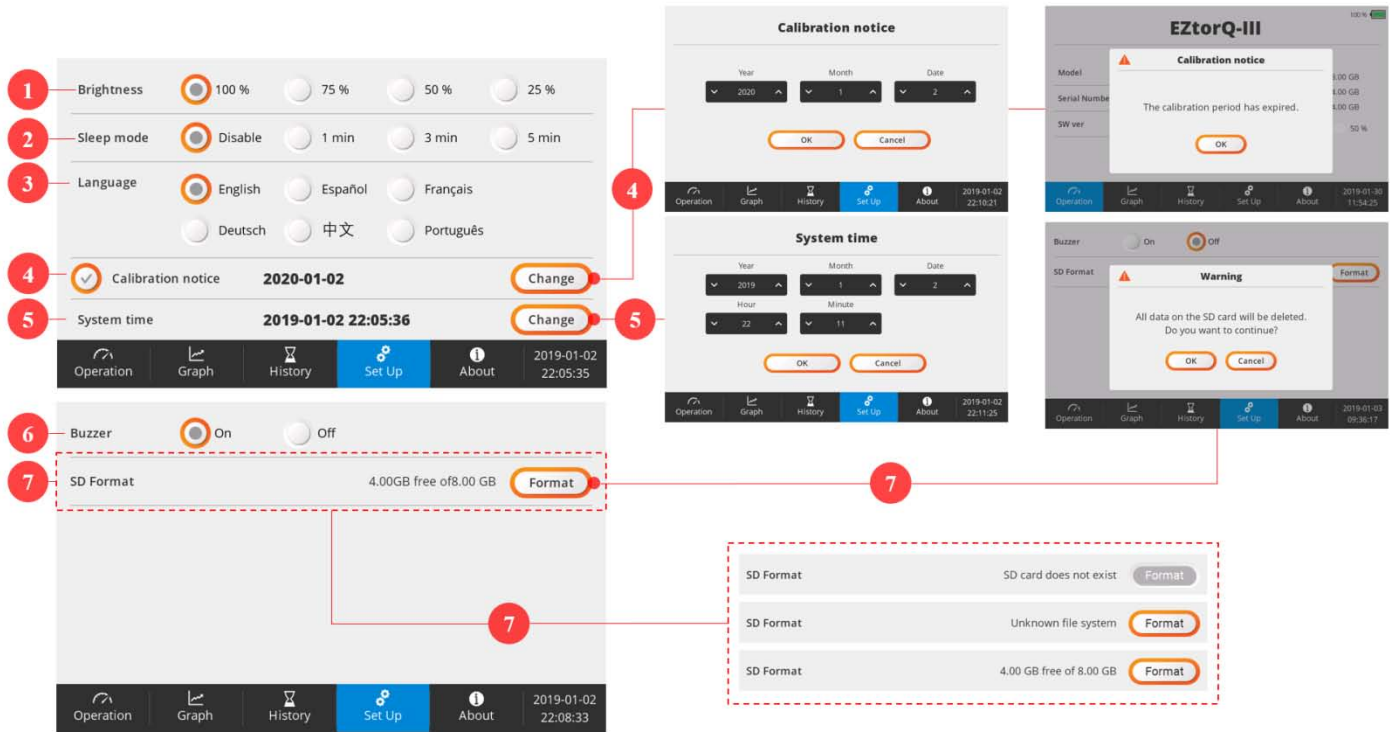 1 Brightness 100 % 75 % 50 % 25 %
2 Sleep mode Disable 1 min 3 min 5 min
3 Language English Español Français
Deutsch 中文 Português
4 Calibration notice 2020-01-02 Change
5 System time 2019-01-02 22:05:36 Change
Operation Graph History Set Up About 2019-01-02
22:05:35
4
Calibration notice
Year Month Date
2020 1 2
OK Cancel
Operation Graph History Set Up About 2019-01-02
22:10:21
100 %
EZtorQ-III
Calibration notice
Model 8.00 GB
Serial Numbe 4.00 GB
The calibration period has expired.
4.00 GB
SW ver 50 %
OK
Operation Graph History Set Up About 2019-01-30
11:54:25
5
System time
Year Month Date
2019 1 2
Hour Minute
22 11
OK Cancel
Operation Graph History Set Up About 2019-01-02
22:11:25
Buzzer On Off
SD Format Format
Warning
All data on the SD card will be deleted.
Do you want to continue?
OK Cancel
Operation Graph History Set Up About 2019-01-03
09:36:17
6 Buzzer On Off
7 SD Format 4.00GB free of8.00 GB Format
7
Operation Graph History Set Up About 2019-01-02
22:08:33
7
SD Format SD card does not exist Format
SD Format Unknown file system Format
SD Format 4.00 GB free of 8.00 GB Format